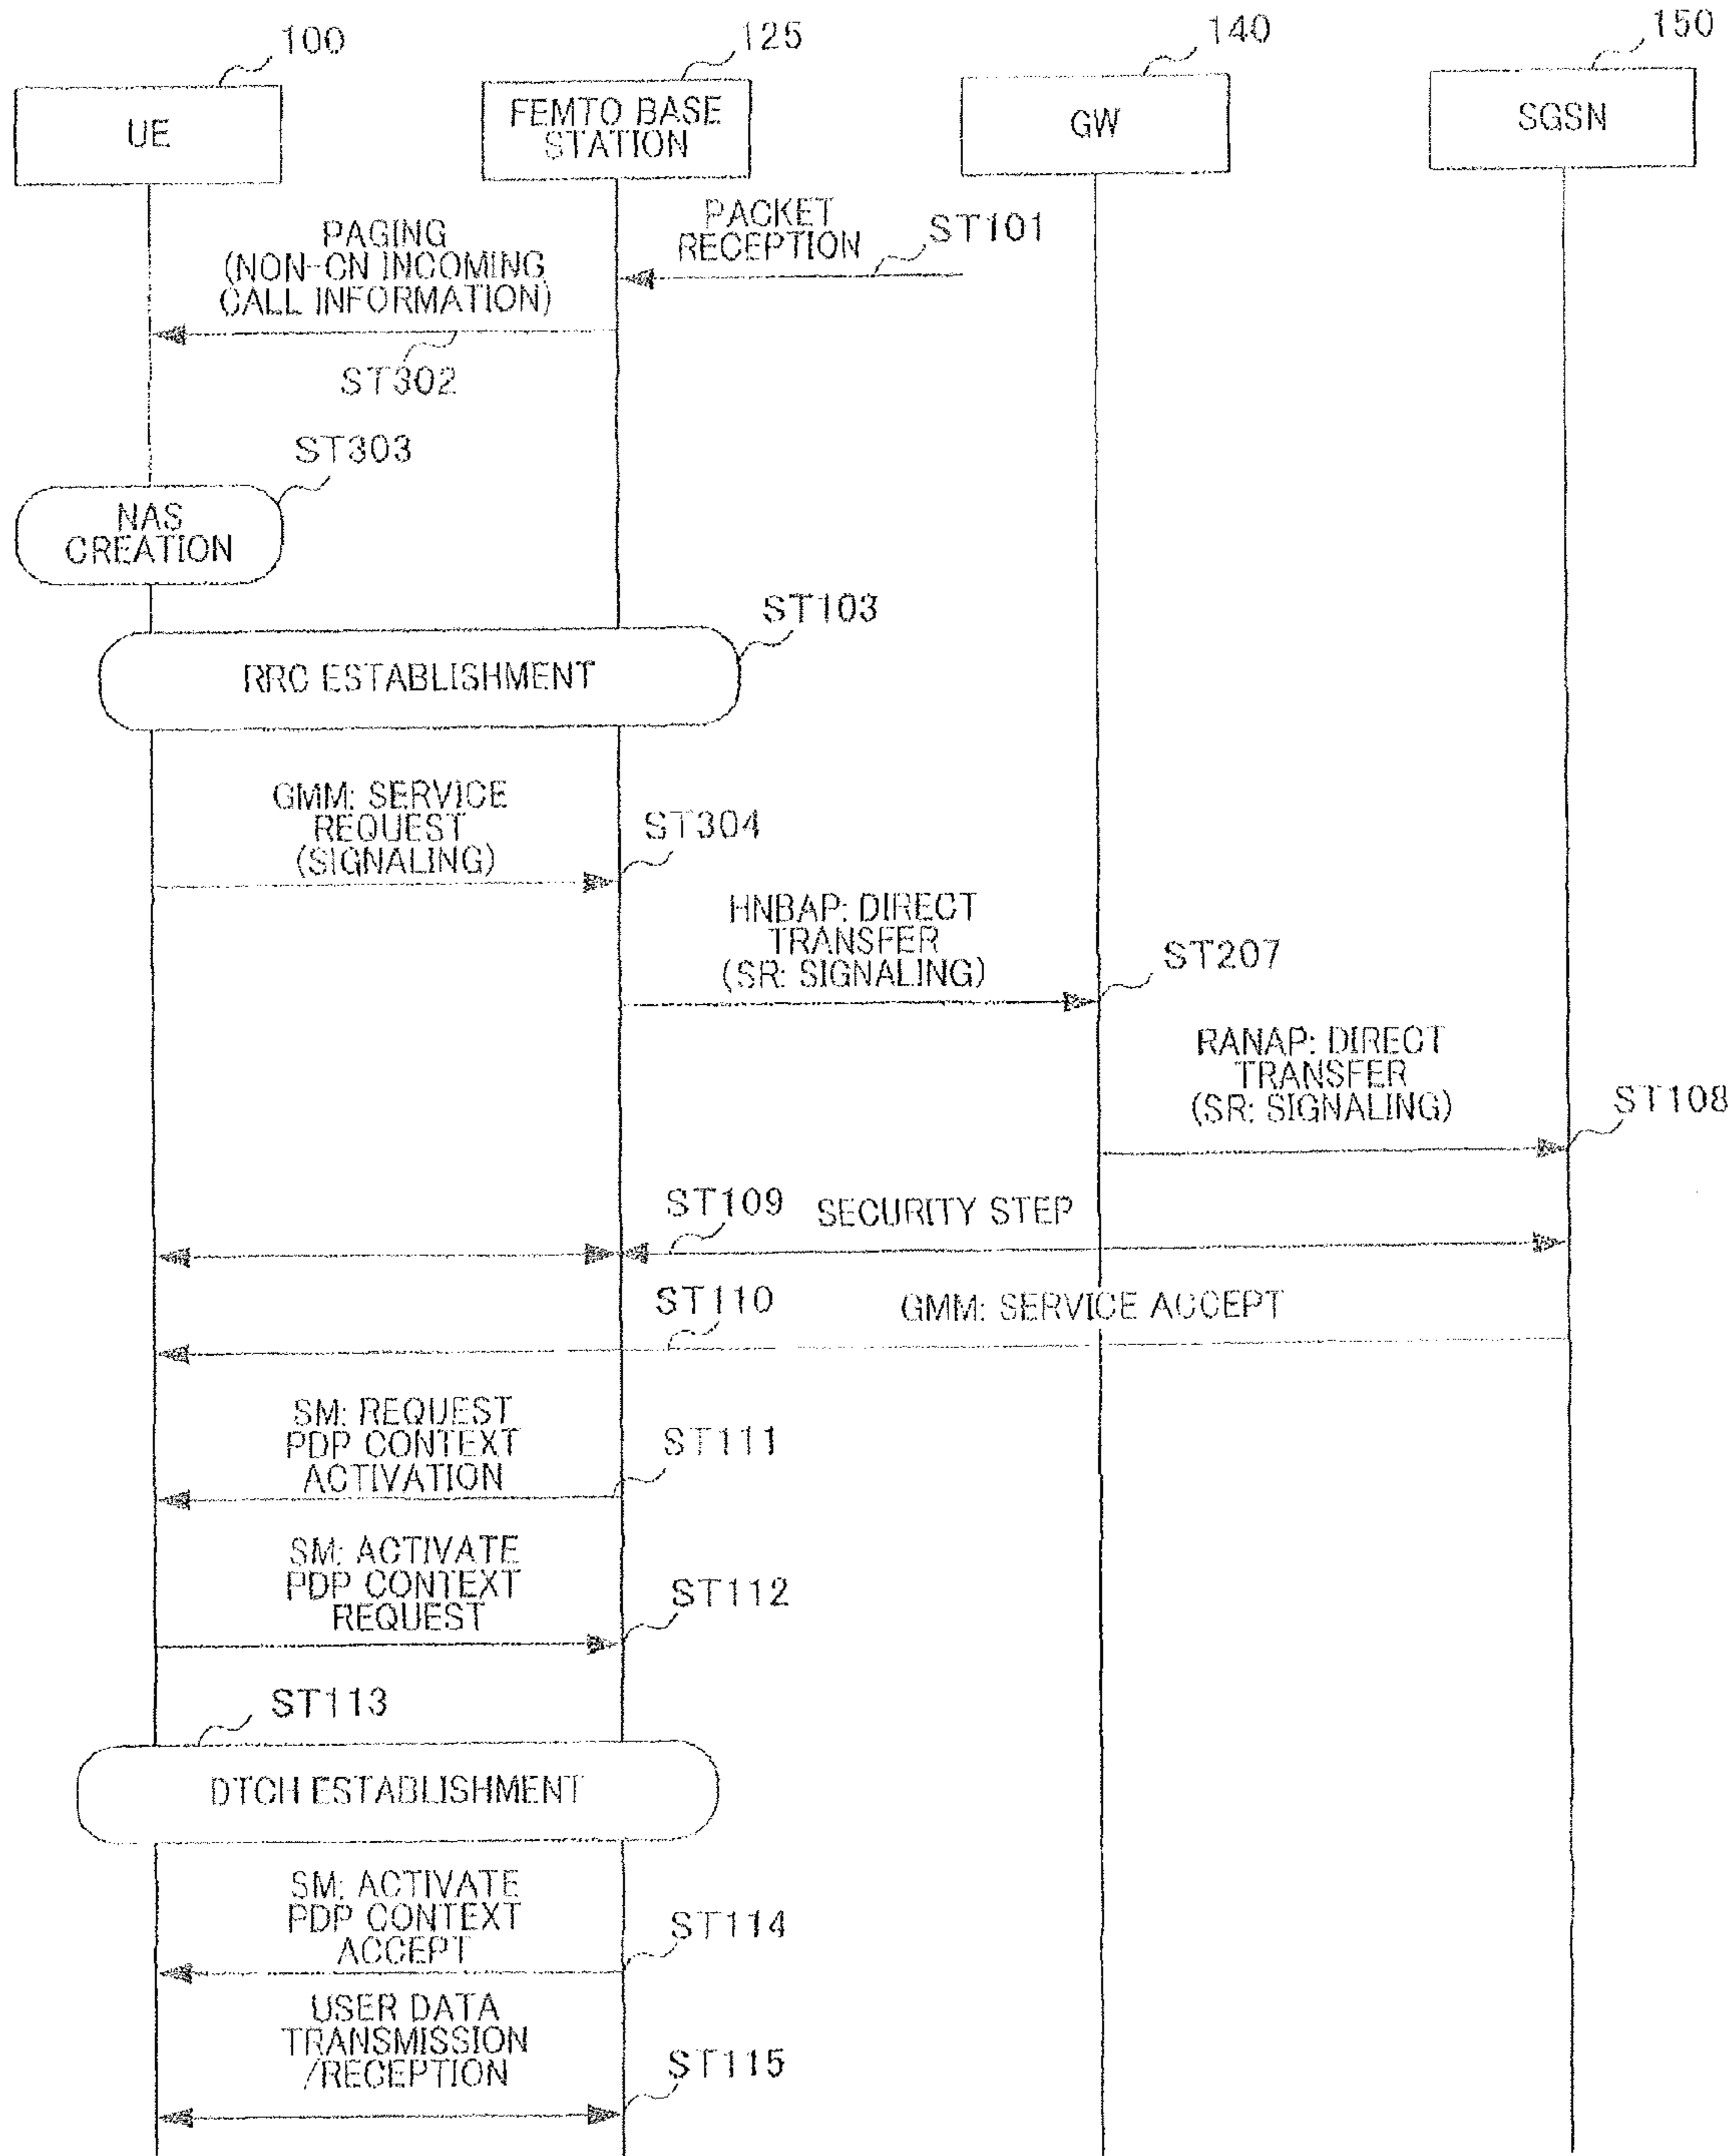 100
125
140
150
UE
FEMTO BASE
STATION
GW
SGSN
PACKET
RECEPTION
ST101
PAGING
(NON-CN INCOMING
CALL INFORMATION)
ST302
ST303
NAS
CREATION
ST103
RRC ESTABLISHMENT
GMM: SERVICE
REQUEST
(SIGNALING)
ST304
HNBAP: DIRECT
TRANSFER
(SR: SIGNALING)
ST207
RANAP: DIRECT
TRANSFER
(SR: SIGNALING)
ST108
ST109
SECURITY STEP
ST110
GMM: SERVICE ACCEPT
SM: REQUEST
PDP CONTEXT
ACTIVATION
ST111
SM: ACTIVATE
PDP CONTEXT
REQUEST
ST112
ST113
DTCH ESTABLISHMENT
SM: ACTIVATE
PDP CONTEXT
ACCEPT
ST114
USER DATA
TRANSMISSION
/RECEPTION
ST115